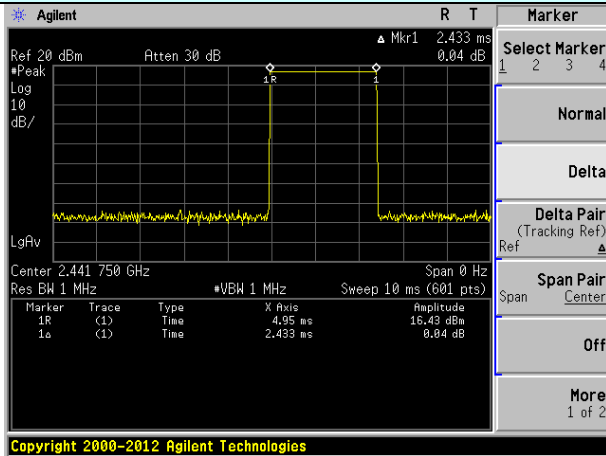 Agilent R T
Marker
Δ Mkr1 2.433 ms
Ref 20 dBm Atten 30 dB 0.04 dB
#Peak
Log
10
dB/
1R 1
LgAv
Center 2.441 750 GHz Span 0 Hz
Res BW 1 MHz #VBW 1 MHz Sweep 10 ms (601 pts)
Marker Trace Type X Axis Amplitude
1R (1) Time 4.95 ms 16.43 dBm
1Δ (1) Time 2.433 ms 0.04 dB
Select Marker
1 2 3 4
Normal
Delta
Delta Pair
(Tracking Ref)
Ref Δ
Span Pair
Span Center
Off
More
1 of 2
Copyright 2000-2012 Agilent Technologies